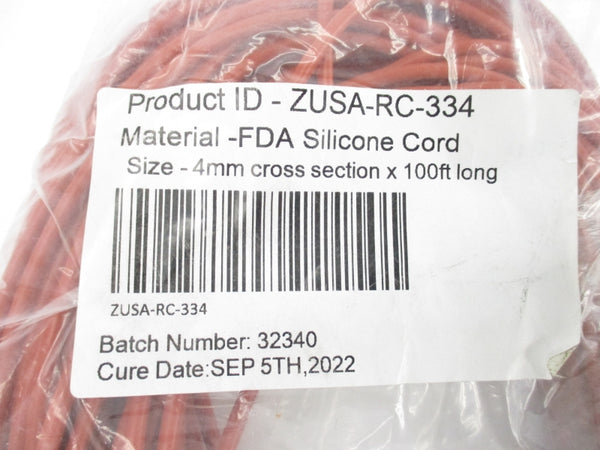 Product ID - ZUSA-RC-334
Material -FDA Silicone Cord
Size - 4mm cross section x 100ft long
ZUSA-RC-334
Batch Number: 32340
Cure Date:SEP 5TH,2022